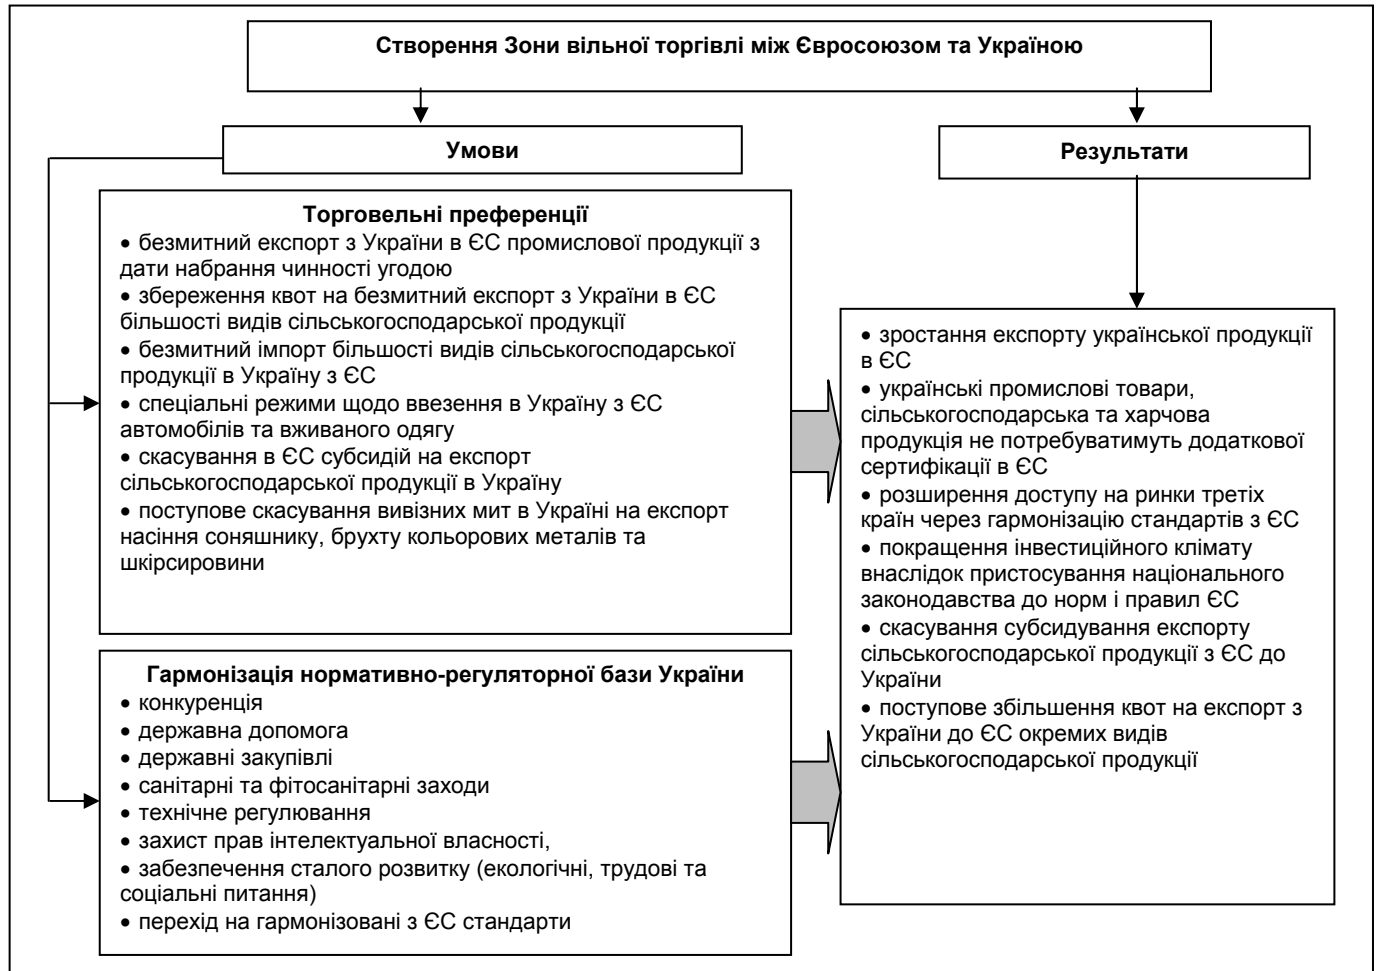 Створення Зони вільної торгівлі між Євросоюзом та Україною
Умови
Результати
Торговельні преференції
• безмитний експорт з України в ЄС промислової продукції з
дати набрання чинності угодою
• збереження квот на безмитний експорт з України в ЄС
більшості видів сільськогосподарської продукції
• безмитний імпорт більшості видів сільськогосподарської
продукції в Україну з ЄС
• спеціальні режими щодо ввезення в Україну з ЄС
автомобілів та вживаного одягу
• скасування в ЄС субсидій на експорт
сільськогосподарської продукції в Україну
• поступове скасування вивізних мит в Україні на експорт
насіння соняшнику, брухту кольорових металів та
шкірсировини
Гармонізація нормативно-регуляторної бази України
• конкуренція
• державна допомога
• державні закупівлі
• санітарні та фітосанітарні заходи
• технічне регулювання
• захист прав інтелектуальної власності,
• забезпечення сталого розвитку (екологічні, трудові та
соціальні питання)
• перехід на гармонізовані з ЄС стандарти
• зростання експорту української продукції
в ЄС
• українські промислові товари,
сільськогосподарська та харчова
продукція не потребуватимуть додаткової
сертифікації в ЄС
• розширення доступу на ринки третіх
країн через гармонізацію стандартів з ЄС
• покращення інвестиційного клімату
внаслідок пристосування національного
законодавства до норм і правил ЄС
• скасування субсидування експорту
сільськогосподарської продукції з ЄС до
України
• поступове збільшення квот на експорт з
України до ЄС окремих видів
сільськогосподарської продукції